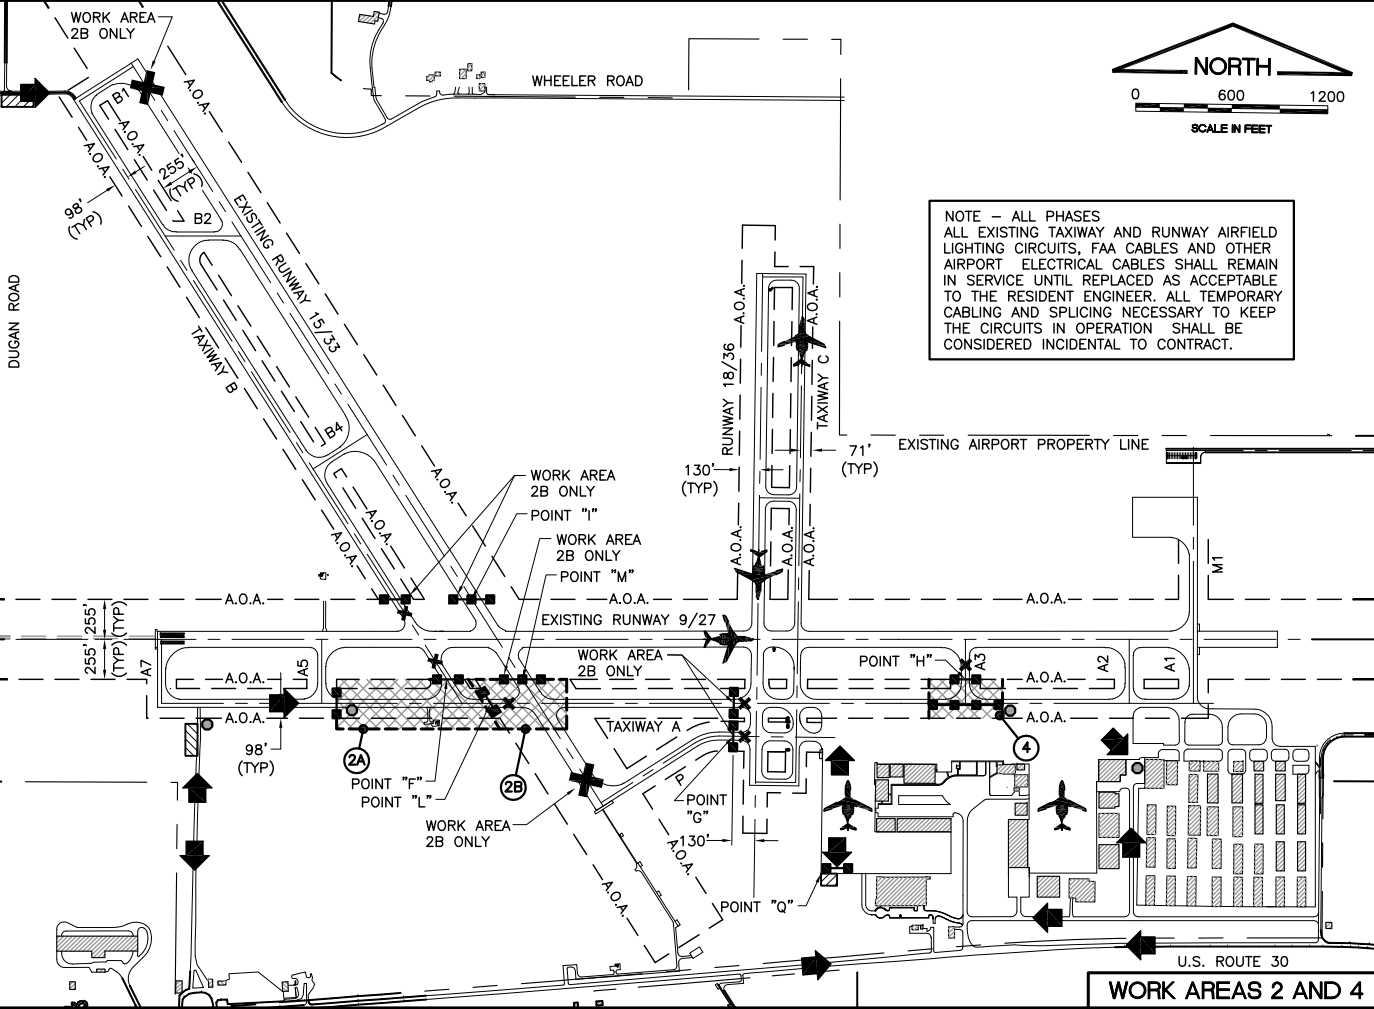 WORK AREA
2B ONLY
NORTH
0 600 1200
SCALE IN FEET
WHEELER ROAD
B1
A.O.A.
A.O.A.
A.O.A.
255'
(TYP)
98'
(TYP)
B2
EXISTING RUNWAY 15/33
NOTE – ALL PHASES
ALL EXISTING TAXIWAY AND RUNWAY AIRFIELD
LIGHTING CIRCUITS, FAA CABLES AND OTHER
AIRPORT ELECTRICAL CABLES SHALL REMAIN
IN SERVICE UNTIL REPLACED AS ACCEPTABLE
TO THE RESIDENT ENGINEER. ALL TEMPORARY
CABLING AND SPLICING NECESSARY TO KEEP
THE CIRCUITS IN OPERATION SHALL BE
CONSIDERED INCIDENTAL TO CONTRACT.
DUGAN ROAD
TAXIWAY B
B4
A.O.A.
A.O.A.
RUNWAY 18/36
TAXIWAY C
71'
(TYP)
130'
(TYP)
EXISTING AIRPORT PROPERTY LINE
A.O.A.
A.O.A.
A.O.A.
WORK AREA
2B ONLY
POINT "I"
WORK AREA
2B ONLY
POINT "M"
A.O.A.
A.O.A.
A.O.A.
M1
A.O.A.
A.O.A.
A.O.A.
255'
(TYP)
255'
(TYP)
EXISTING RUNWAY 9/27
WORK AREA
2B ONLY
POINT "H"
A7
A5
A3
A2
A1
A.O.A.
A.O.A.
A.O.A.
A.O.A.
98'
(TYP)
TAXIWAY A
2A
2B
4
POINT "F"
POINT "L"
WORK AREA
2B ONLY
P
POINT
"G"
130'
A.O.A.
A.O.A.
POINT "Q"
U.S. ROUTE 30
WORK AREAS 2 AND 4